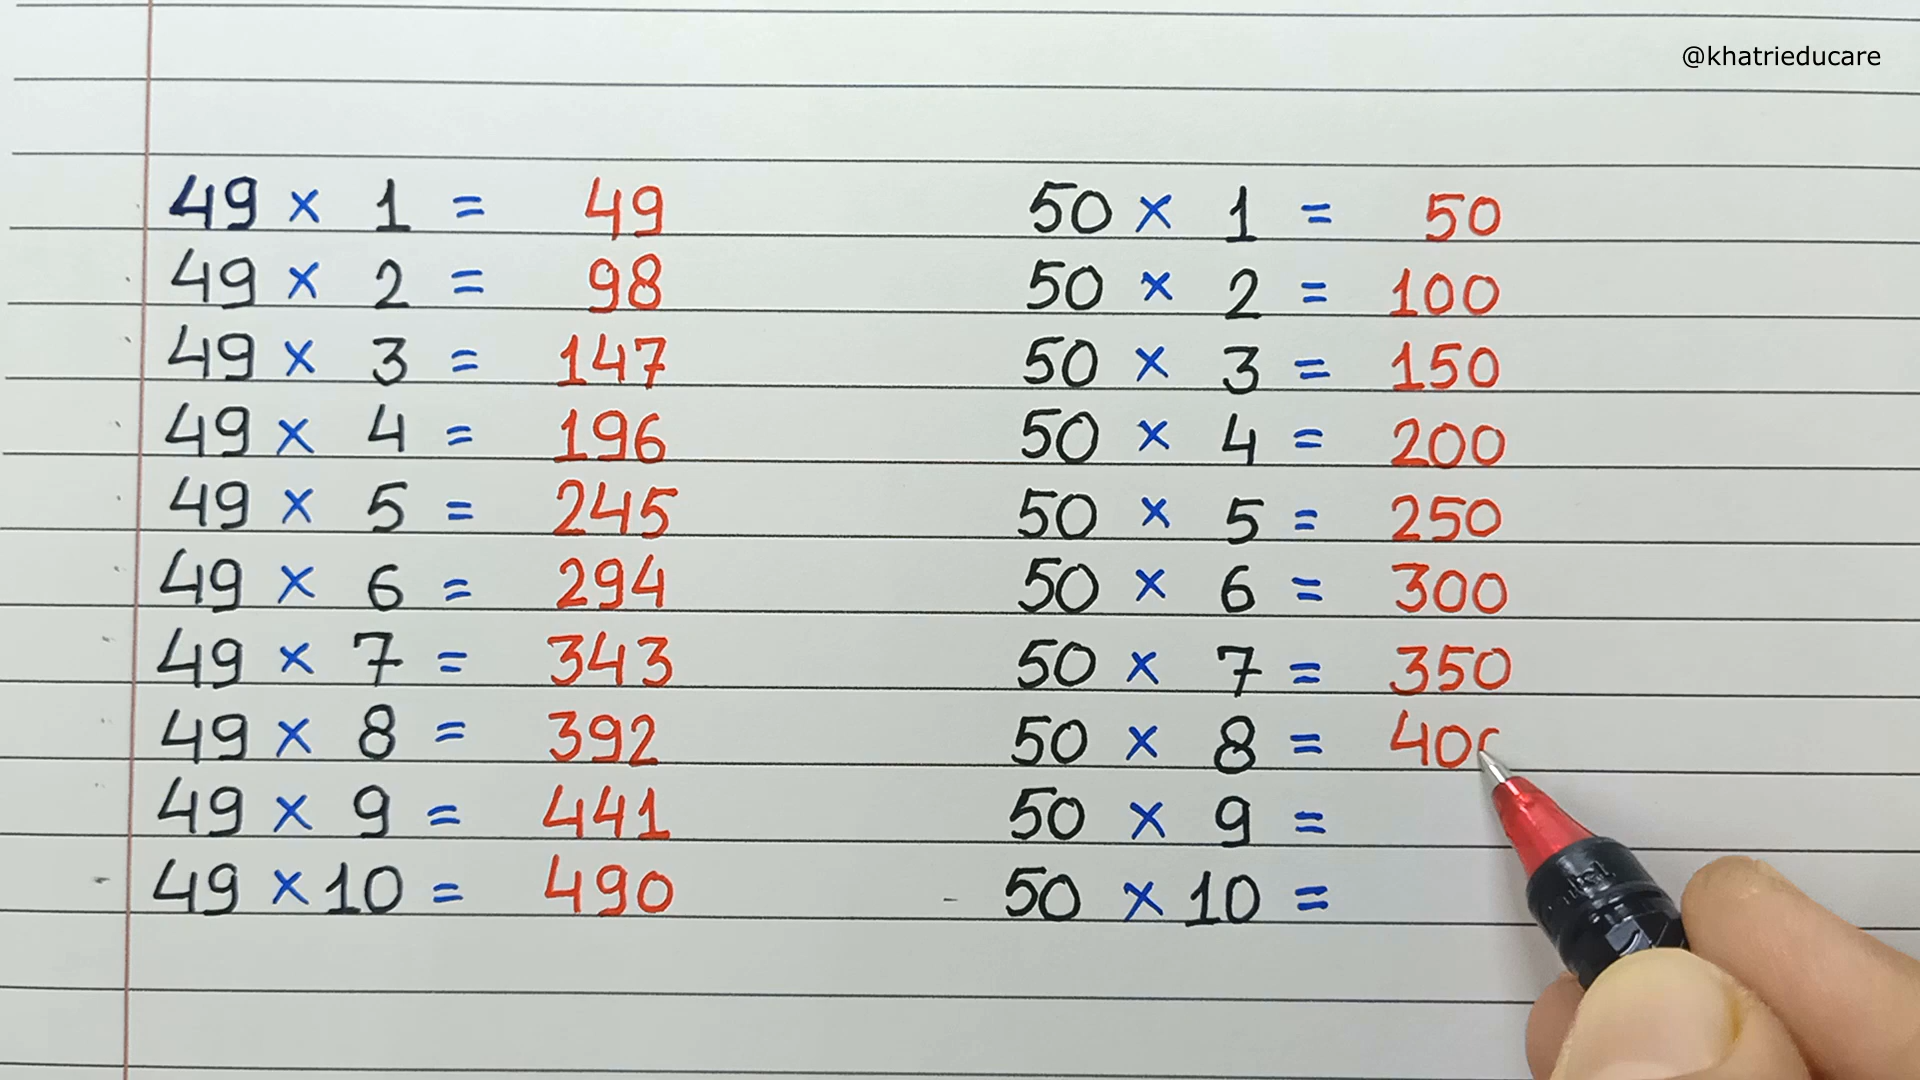 @khatrieducare
49 × 1 = 49
49 × 2 = 98
49 × 3 = 147
49 × 4 = 196
49 × 5 = 245
49 × 6 = 294
49 × 7 = 343
49 × 8 = 392
49 × 9 = 441
49 × 10 = 490
50 × 1 = 50
50 × 2 = 100
50 × 3 = 150
50 × 4 = 200
50 × 5 = 250
50 × 6 = 300
50 × 7 = 350
50 × 8 = 400
50 × 9 =
50 × 10 =